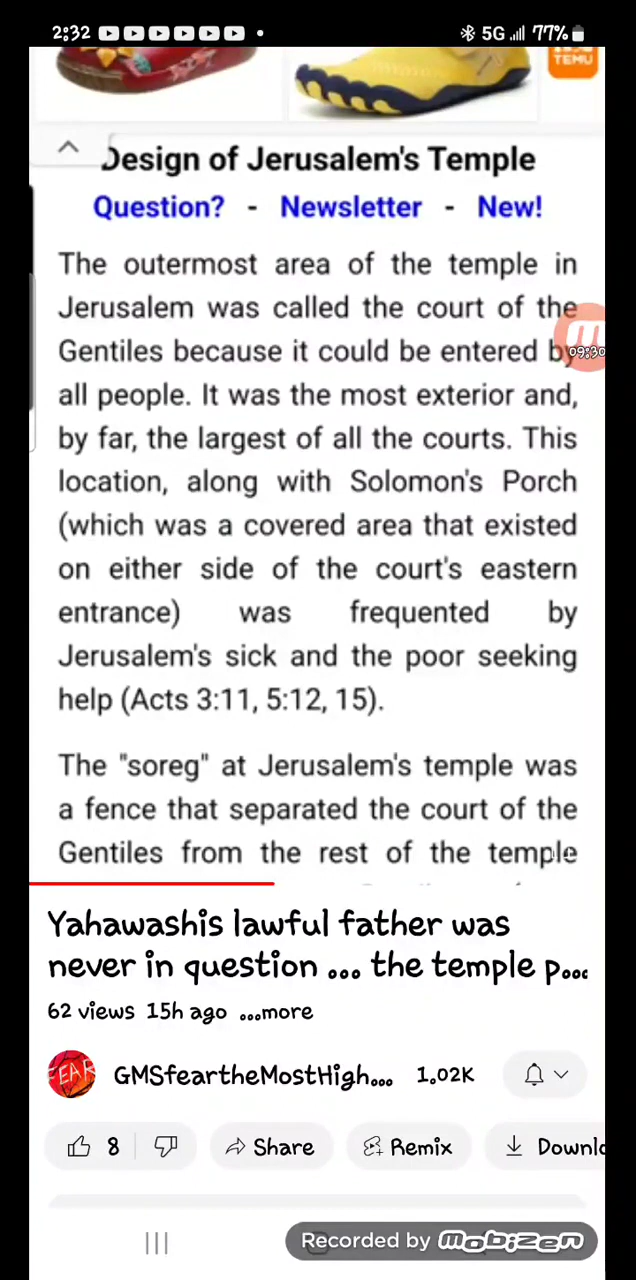 2:32
5G 77%
TEMU
Design of Jerusalem's Temple
Question? - Newsletter - New!
The outermost area of the temple in
Jerusalem was called the court of the
Gentiles because it could be entered by
09:30
all people. It was the most exterior and,
by far, the largest of all the courts. This
location, along with Solomon's Porch
(which was a covered area that existed
on either side of the court's eastern
entrance) was frequented by
Jerusalem's sick and the poor seeking
help (Acts 3:11, 5:12, 15).
The "soreg" at Jerusalem's temple was
a fence that separated the court of the
Gentiles from the rest of the temple
Yahawashis lawful father was
never in question ... the temple p...
62 views 15h ago ...more
FEAR
GMSfeartheMostHigh... 1.02K
8 Share Remix Downlo
Recorded by mobizen